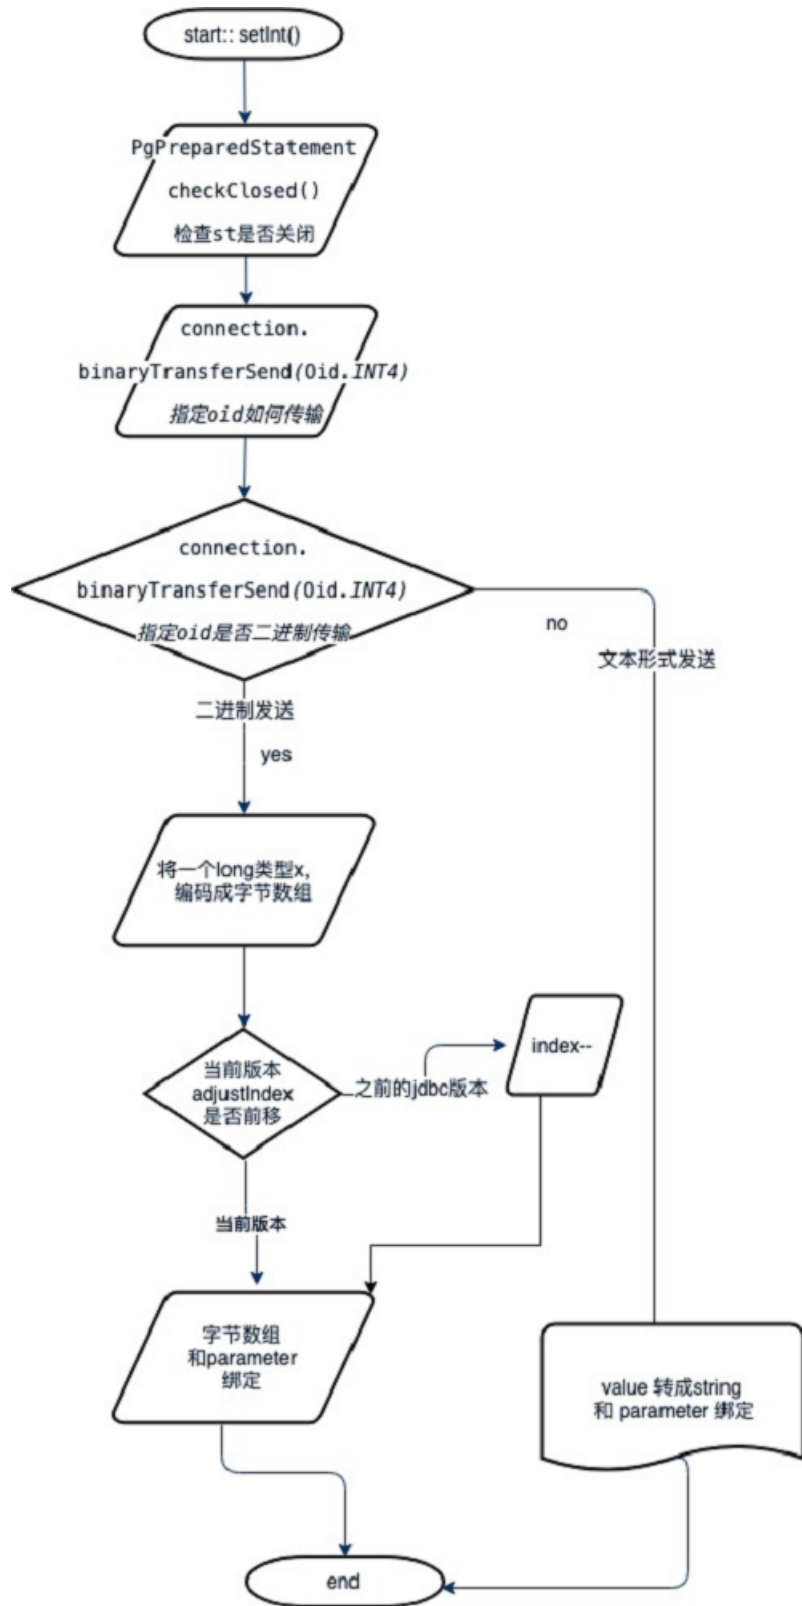 start:: setInt()
PgPreparedStatement
checkClosed()
检查st是否关闭
connection.
binaryTransferSend(Oid.INT4)
指定oid如何传输
connection.
binaryTransferSend(Oid.INT4)
指定oid是否二进制传输
no
文本形式发送
二进制发送
yes
将一个long类型x,
编码成字节数组
当前版本
adjustIndex
是否前移
之前的jdbc版本
index--
当前版本
字节数组
和parameter
绑定
value 转成string
和 parameter 绑定
end